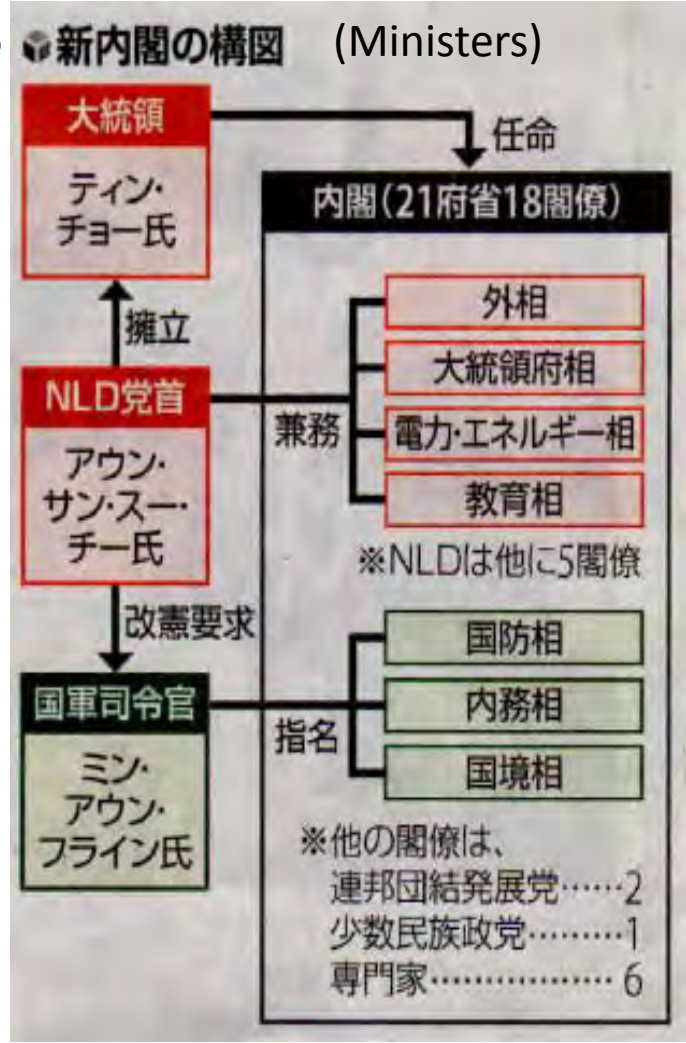 新内閣の構図 (Ministers)
大統領
ティン・
チョー氏
任命
擁立
NLD党首
アウン・
サン・スー・
チー氏
改憲要求
国軍司令官
ミン・
アウン・
フライン氏
内閣(21府省18閣僚)
兼務
外相
大統領府相
電力・エネルギー相
教育相
※NLDは他に5閣僚
指名
国防相
内務相
国境相
※他の閣僚は、
連邦団結発展党……2
少数民族政党………1
専門家……………… 6